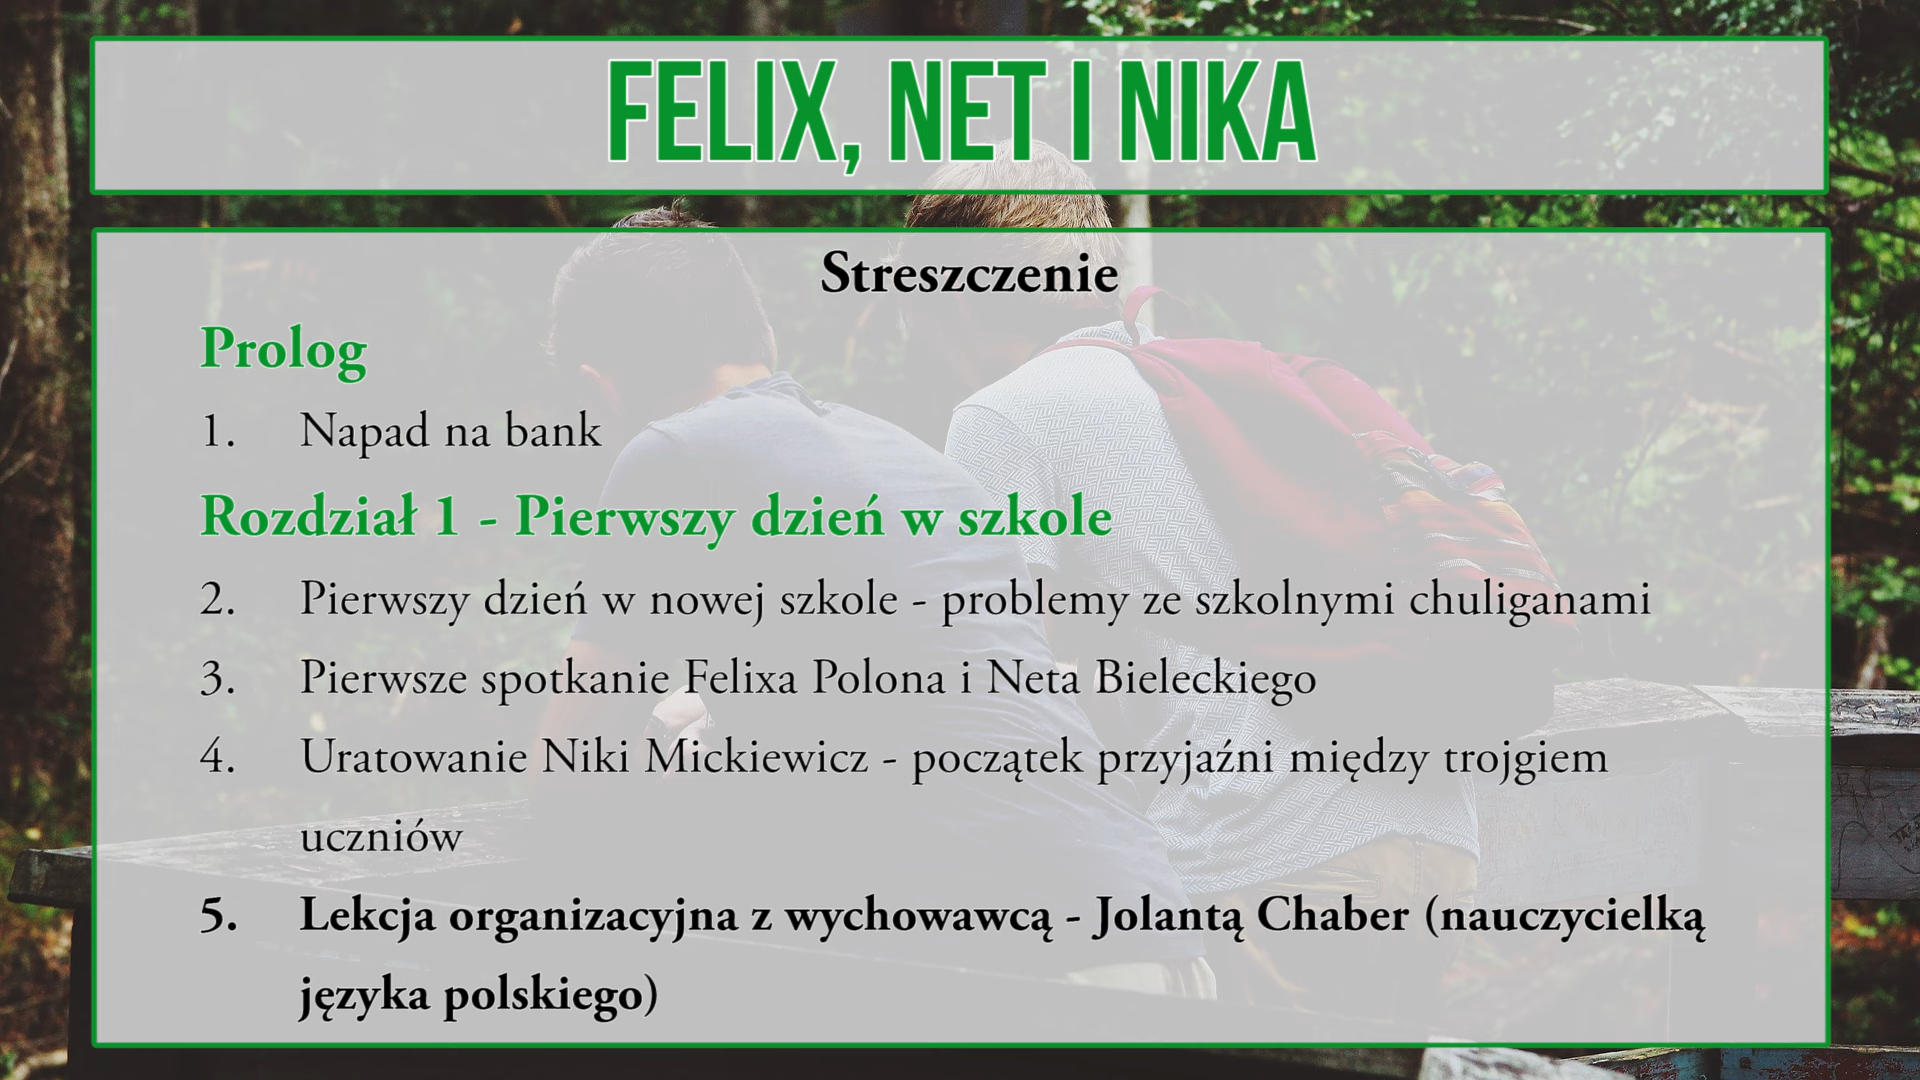 FELIX, NET I NIKA
Streszczenie
Prolog
1. Napad na bank
Rozdział 1 - Pierwszy dzień w szkole
2. Pierwszy dzień w nowej szkole - problemy ze szkolnymi chuliganami
3. Pierwsze spotkanie Felixa Polona i Neta Bieleckiego
4. Uratowanie Niki Mickiewicz - początek przyjaźni między trojgiem
uczniów
5. Lekcja organizacyjna z wychowawcą - Jolantą Chaber (nauczycielką
języka polskiego)